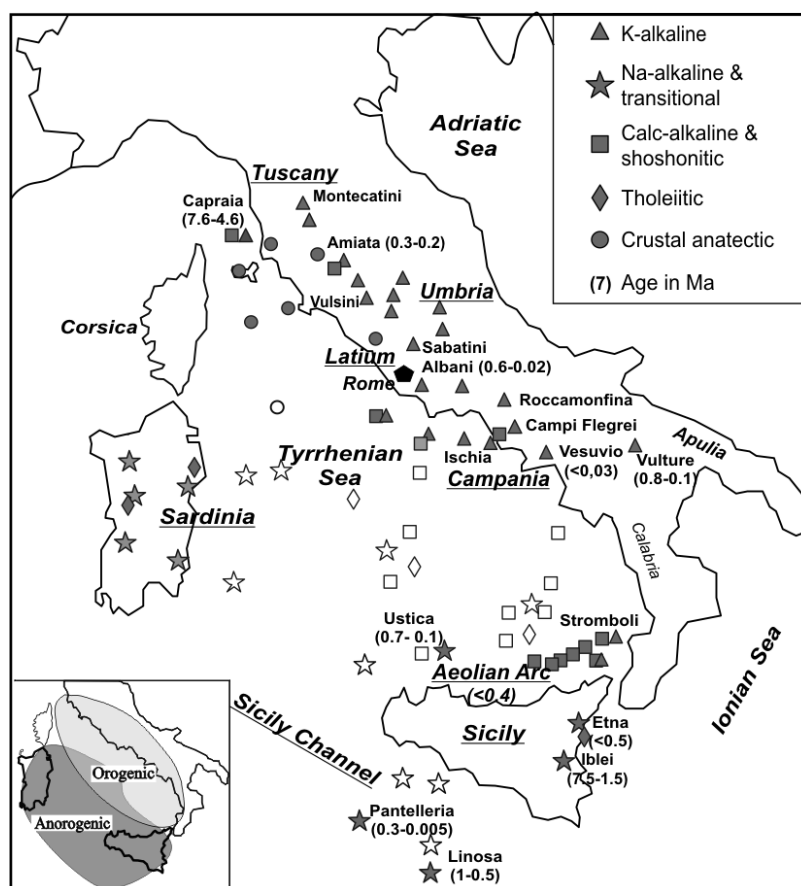 K-alkaline
Na-alkaline &
transitional
Calc-alkaline &
shoshonitic
Tholeiitic
Crustal anatectic
(7) Age in Ma
Adriatic
Sea
Tuscany
Montecatini
Capraia
(7.6-4.6)
Amiata (0.3-0.2)
Vulsini
Umbria
Corsica
Sabatini
Latium
Albani (0.6-0.02)
Rome
Roccamonfina
Campi Flegrei
Apulia
Tyrrhenian
Sea
Ischia
Vesuvio
(<0,03)
Vulture
(0.8-0.1)
Campania
Sardinia
Calabria
Ustica
(0.7- 0.1)
Stromboli
Aeolian Arc
(<0.4)
Ionian Sea
Sicily Channel
Sicily
Etna
(<0.5)
Iblei
(7.5-1.5)
Pantelleria
(0.3-0.005)
Linosa
(1-0.5)
Orogenic
Anorogenic